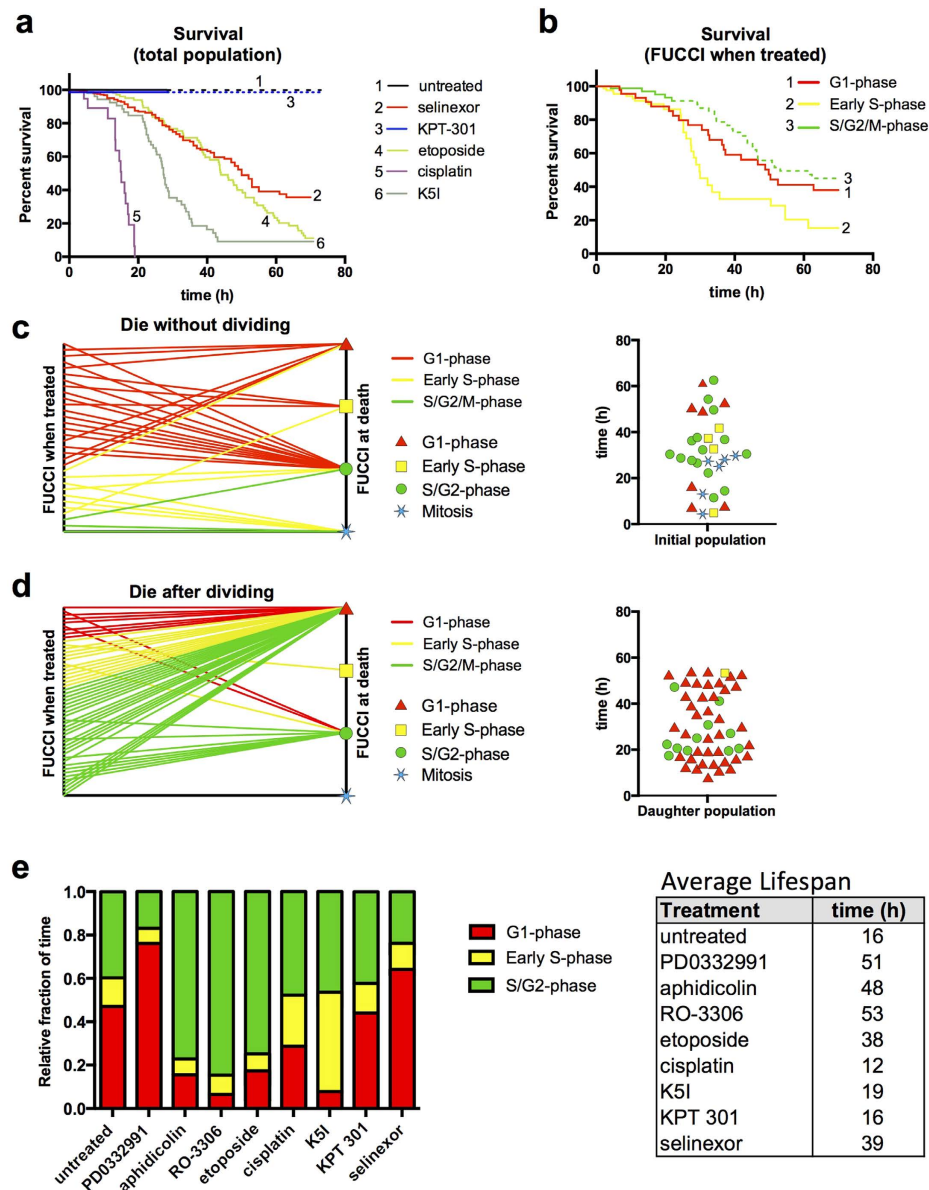 a
Survival
(total population)
Percent survival
100
80
60
40
20
0
0 20 40 60 80
time (h)
1
3
2
4
5
6
1 untreated
2 selinexor
3 KPT-301
4 etoposide
5 cisplatin
6 K5I
b
Survival
(FUCCI when treated)
Percent survival
100
80
60
40
20
0
0 20 40 60 80
time (h)
3
1
2
1 G1-phase
2 Early S-phase
3 S/G2/M-phase
c
Die without dividing
FUCCI when treated
FUCCI at death
G1-phase
Early S-phase
S/G2/M-phase
G1-phase
Early S-phase
S/G2-phase
Mitosis
time (h)
80
60
40
20
0
Initial population
d
Die after dividing
FUCCI when treated
FUCCI at death
G1-phase
Early S-phase
S/G2/M-phase
G1-phase
Early S-phase
S/G2-phase
Mitosis
time (h)
80
60
40
20
0
Daughter population
e
Relative fraction of time
1.0
0.8
0.6
0.4
0.2
0.0
untreated
PD0332991
aphidicolin
RO-3306
etoposide
cisplatin
K5I
KPT 301
selinexor
G1-phase
Early S-phase
S/G2-phase
Average Lifespan
Treatment time (h)
untreated 16
PD0332991 51
aphidicolin 48
RO-3306 53
etoposide 38
cisplatin 12
K5I 19
KPT 301 16
selinexor 39